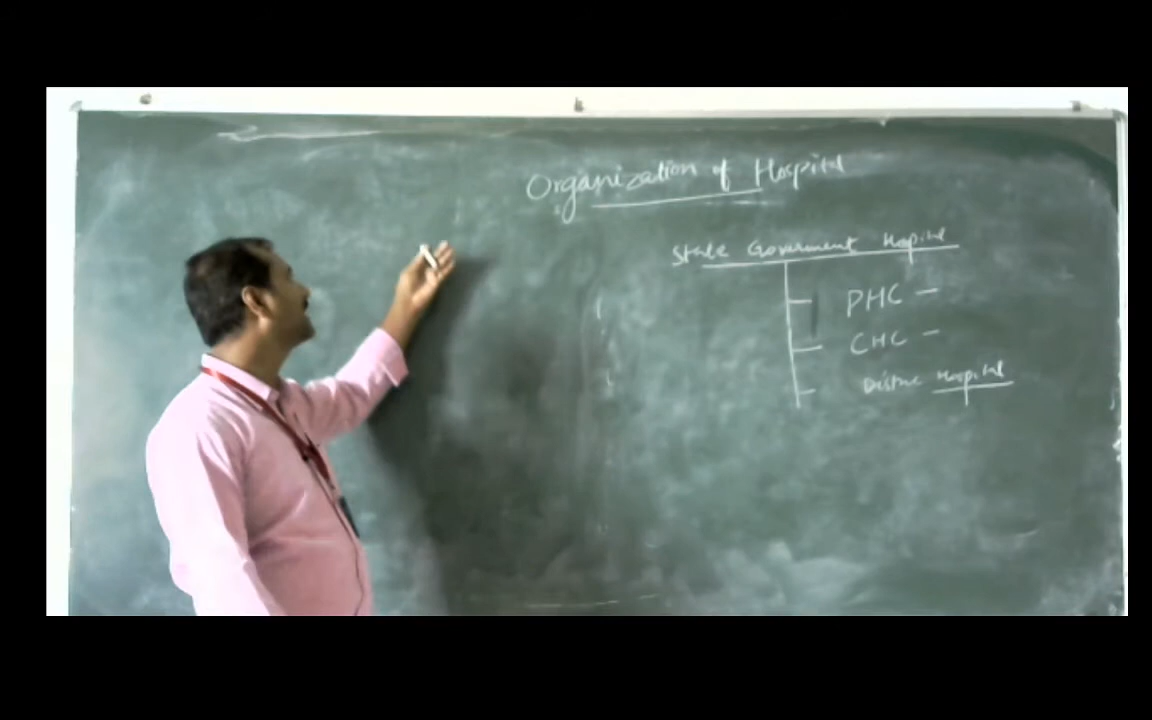 Organization of Hospital
State Government Hospital
PHC -
CHC -
District Hospital